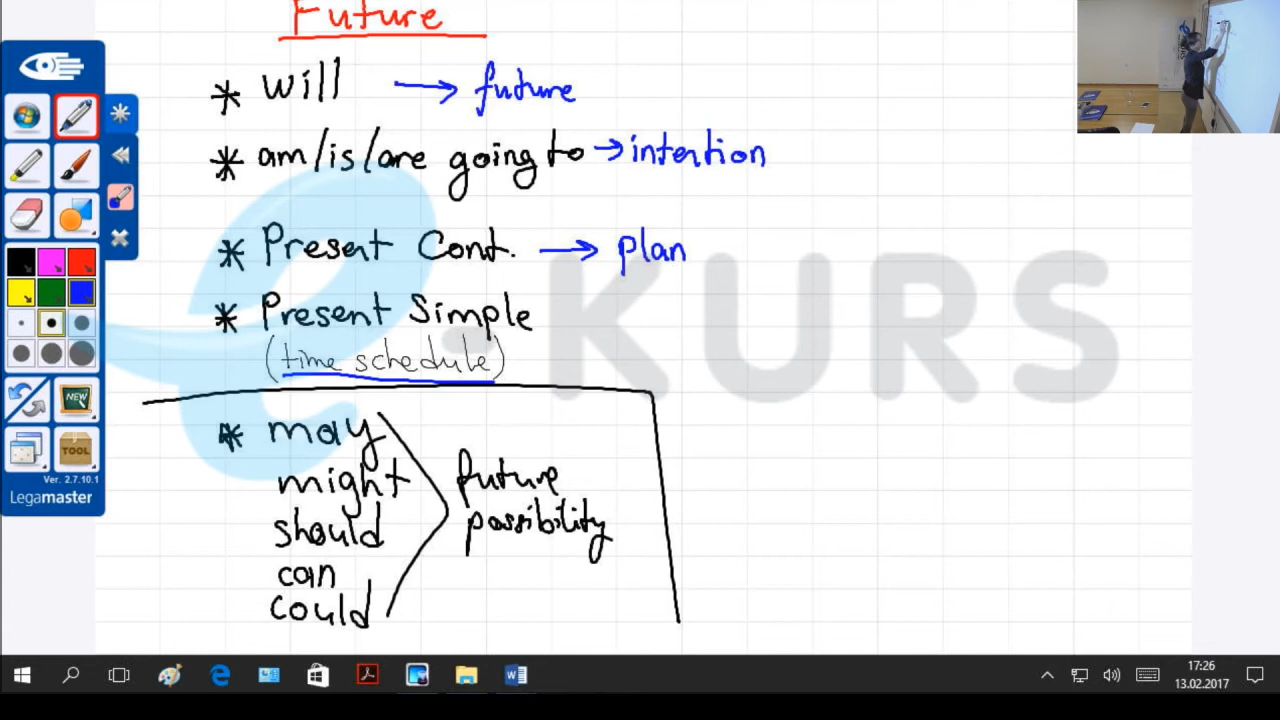 Future
* will → future
* am/is/are going to → intention
* Present Cont. → plan
* Present Simple
(time schedule)
* may
might
should
can
could
future
possibility
e-KURS
NEW
TOOL
Ver. 2.7.10.1
Legamaster
17:26
13.02.2017